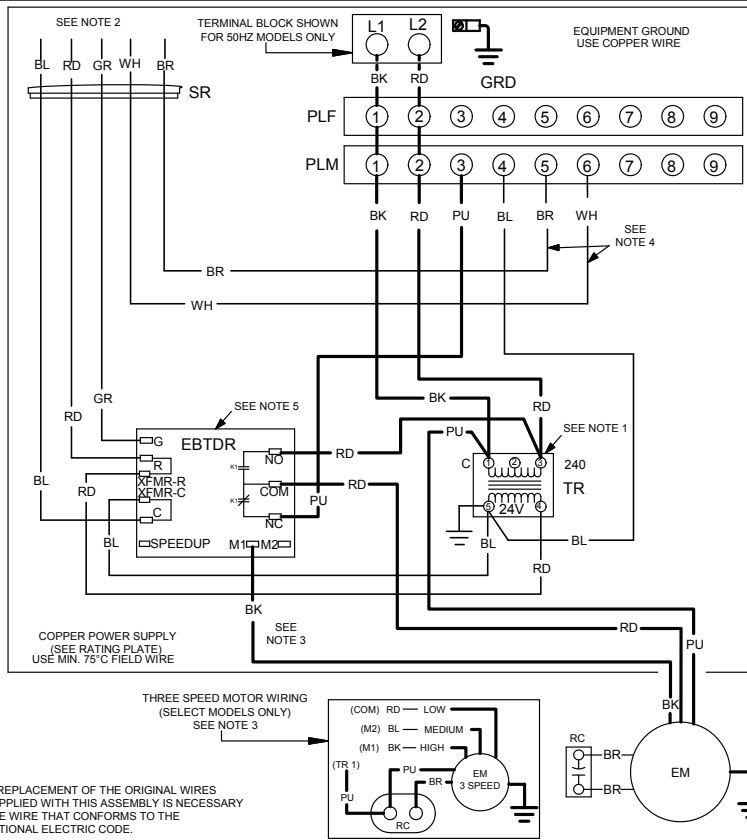 SEE NOTE 2
TERMINAL BLOCK SHOWN
FOR 50HZ MODELS ONLY
L1 L2
EQUIPMENT GROUND
USE COPPER WIRE
BL RD GR WH BR
SR
BK RD
GRD
PLF 1 2 3 4 5 6 7 8 9
PLM 1 2 3 4 5 6 7 8 9
BK RD PU BL BR WH
SEE
NOTE 4
BR
WH
GR
RD
BL
SEE NOTE 5
EBTDR
G
R
XFMR-R
XFMR-C
C
SPEEDUP
M1 M2
K1
K1
NO
COM
NC
RD
RD
PU
BK
RD
PU
SEE NOTE 1
C 1 2 3 240
TR
24V
5 4
BL
RD
BL
RD
BL
BK
SEE
NOTE 3
RD
PU
BK
COPPER POWER SUPPLY
(SEE RATING PLATE)
USE MIN. 75°C FIELD WIRE
THREE SPEED MOTOR WIRING
(SELECT MODELS ONLY)
SEE NOTE 3
(COM) RD LOW
(M2) BL MEDIUM
(M1) BK HIGH
(TR 1)
PU
PU
BR
RC
EM
3 SPEED
RC
BR
BR
EM
REPLACEMENT OF THE ORIGINAL WIRES
PPLIED WITH THIS ASSEMBLY IS NECESSARY
E WIRE THAT CONFORMS TO THE
TIONAL ELECTRIC CODE.